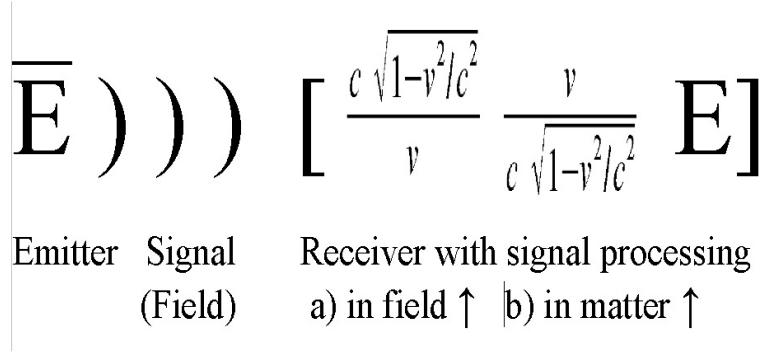 E̅ ) ) ) [ c √1–v²/c² / v   v / c √1–v²/c²   E]
Emitter Signal Receiver with signal processing
(Field) a) in field ↑ b) in matter ↑